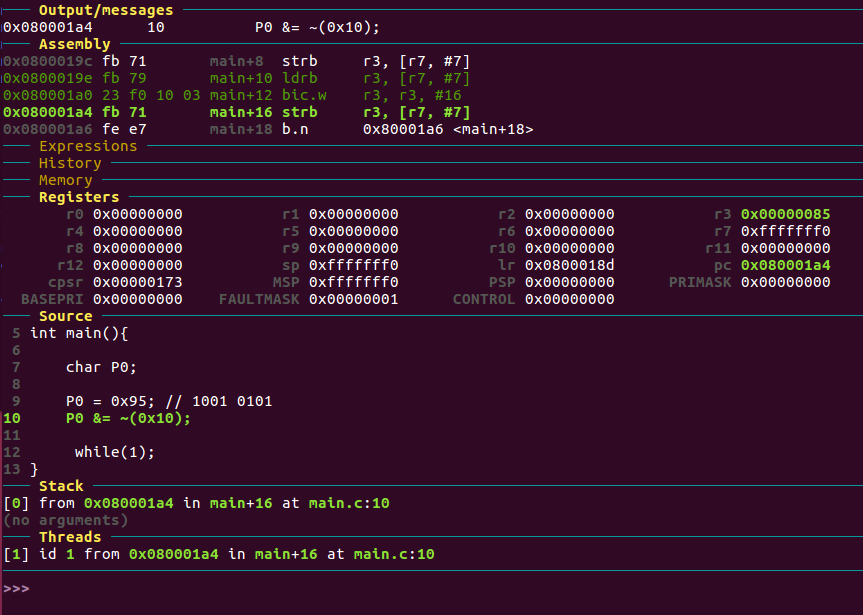 Output/messages
0x080001a4 10 P0 &= ~(0x10);
Assembly
0x0800019c fb 71 main+8 strb r3, [r7, #7]
0x0800019e fb 79 main+10 ldrb r3, [r7, #7]
0x080001a0 23 f0 10 03 main+12 bic.w r3, r3, #16
0x080001a4 fb 71 main+16 strb r3, [r7, #7]
0x080001a6 fe e7 main+18 b.n 0x80001a6 <main+18>
Expressions
History
Memory
Registers
r0 0x00000000 r1 0x00000000 r2 0x00000000 r3 0x00000085
r4 0x00000000 r5 0x00000000 r6 0x00000000 r7 0xfffffff0
r8 0x00000000 r9 0x00000000 r10 0x00000000 r11 0x00000000
r12 0x00000000 sp 0xfffffff0 lr 0x0800018d pc 0x080001a4
cpsr 0x00000173 MSP 0xfffffff0 PSP 0x00000000 PRIMASK 0x00000000
BASEPRI 0x00000000 FAULTMASK 0x00000001 CONTROL 0x00000000
Source
5 int main(){
6
7 char P0;
8
9 P0 = 0x95; // 1001 0101
10 P0 &= ~(0x10);
11
12 while(1);
13 }
Stack
[0] from 0x080001a4 in main+16 at main.c:10
(no arguments)
Threads
[1] id 1 from 0x080001a4 in main+16 at main.c:10
>>>